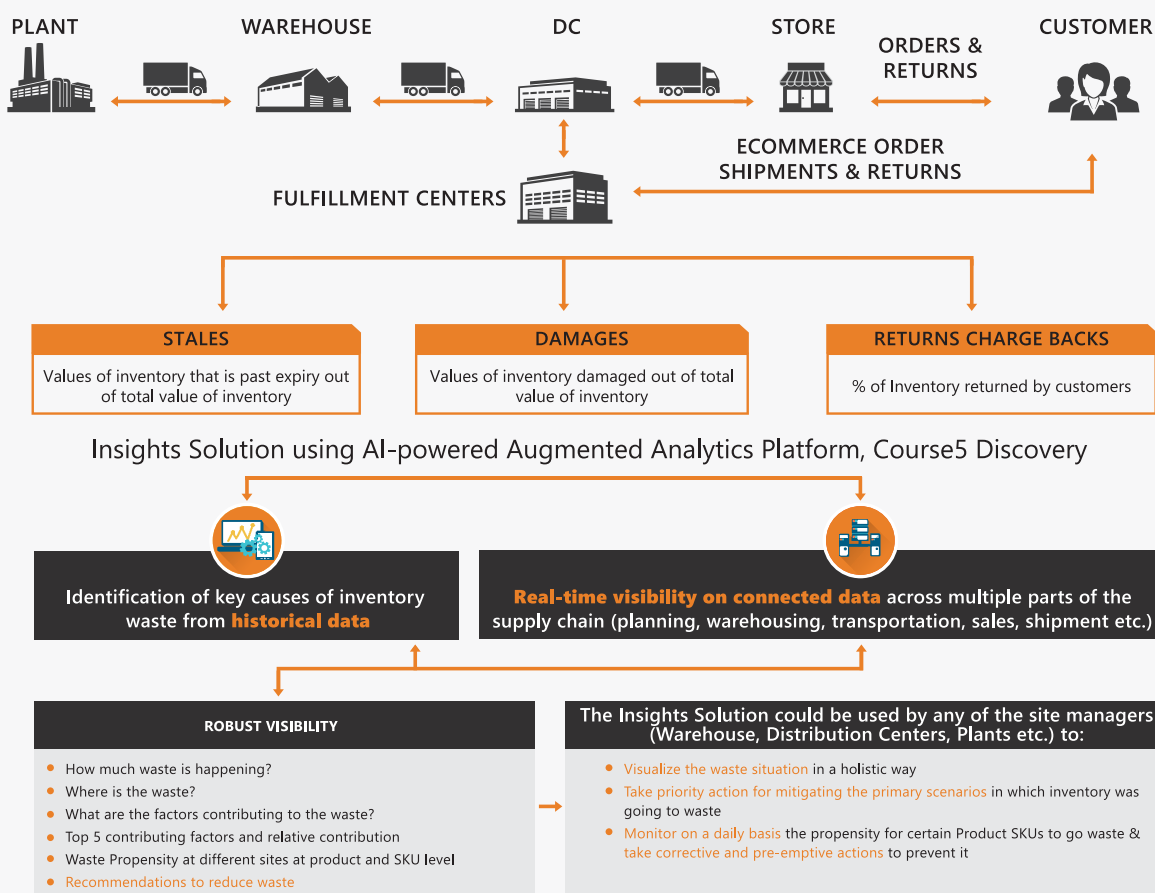 PLANT
WAREHOUSE
DC
STORE
ORDERS &
RETURNS
CUSTOMER
ECOMMERCE ORDER
SHIPMENTS & RETURNS
FULFILLMENT CENTERS
STALES
Values of inventory that is past expiry out
of total value of inventory
DAMAGES
Values of inventory damaged out of total
value of inventory
RETURNS CHARGE BACKS
% of Inventory returned by customers
Insights Solution using AI-powered Augmented Analytics Platform, Course5 Discovery
Identification of key causes of inventory
waste from historical data
Real-time visibility on connected data across multiple parts of the
supply chain (planning, warehousing, transportation, sales, shipment etc.)
ROBUST VISIBILITY
• How much waste is happening?
• Where is the waste?
• What are the factors contributing to the waste?
• Top 5 contributing factors and relative contribution
• Waste Propensity at different sites at product and SKU level
• Recommendations to reduce waste
The Insights Solution could be used by any of the site managers
(Warehouse, Distribution Centers, Plants etc.) to:
• Visualize the waste situation in a holistic way
• Take priority action for mitigating the primary scenarios in which inventory was
going to waste
• Monitor on a daily basis the propensity for certain Product SKUs to go waste &
take corrective and pre-emptive actions to prevent it